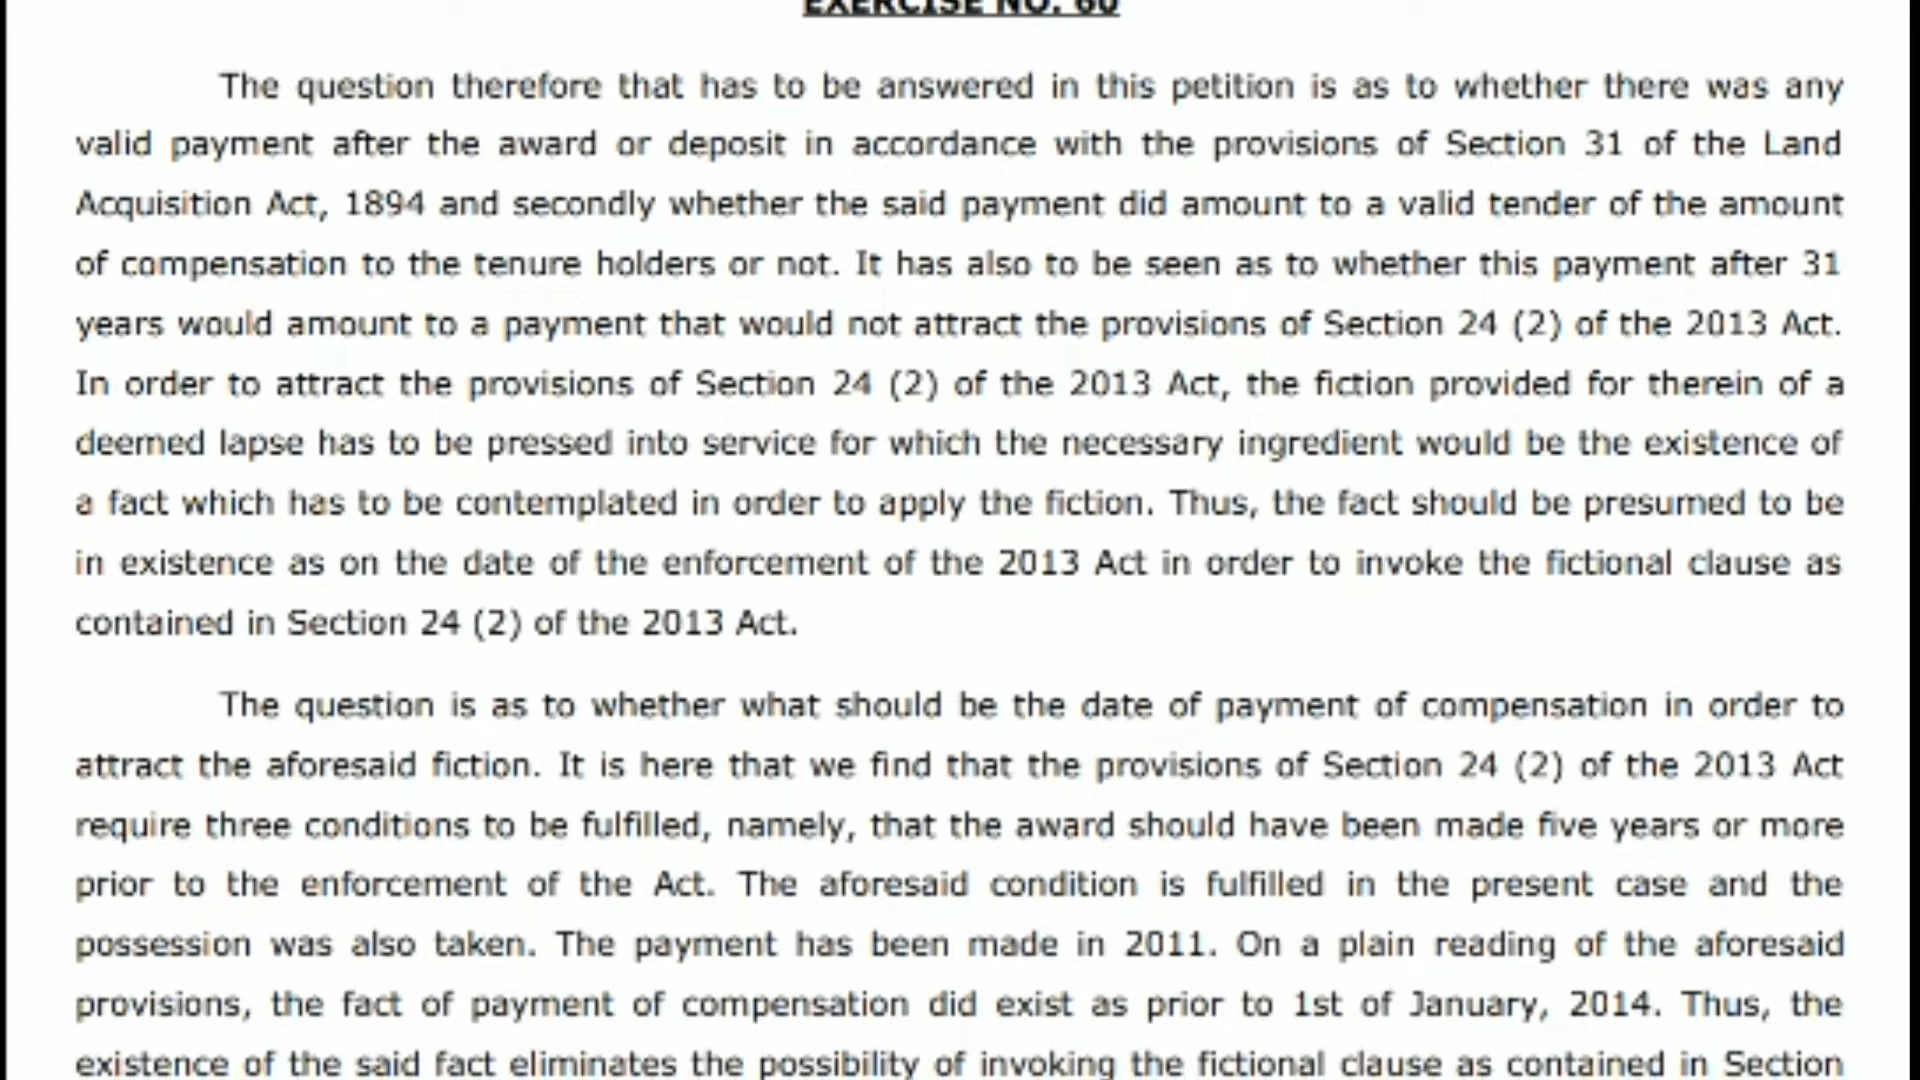 EXERCISE NO. 60
The question therefore that has to be answered in this petition is as to whether there was any
valid payment after the award or deposit in accordance with the provisions of Section 31 of the Land
Acquisition Act, 1894 and secondly whether the said payment did amount to a valid tender of the amount
of compensation to the tenure holders or not. It has also to be seen as to whether this payment after 31
years would amount to a payment that would not attract the provisions of Section 24 (2) of the 2013 Act.
In order to attract the provisions of Section 24 (2) of the 2013 Act, the fiction provided for therein of a
deemed lapse has to be pressed into service for which the necessary ingredient would be the existence of
a fact which has to be contemplated in order to apply the fiction. Thus, the fact should be presumed to be
in existence as on the date of the enforcement of the 2013 Act in order to invoke the fictional clause as
contained in Section 24 (2) of the 2013 Act.
The question is as to whether what should be the date of payment of compensation in order to
attract the aforesaid fiction. It is here that we find that the provisions of Section 24 (2) of the 2013 Act
require three conditions to be fulfilled, namely, that the award should have been made five years or more
prior to the enforcement of the Act. The aforesaid condition is fulfilled in the present case and the
possession was also taken. The payment has been made in 2011. On a plain reading of the aforesaid
provisions, the fact of payment of compensation did exist as prior to 1st of January, 2014. Thus, the
existence of the said fact eliminates the possibility of invoking the fictional clause as contained in Section